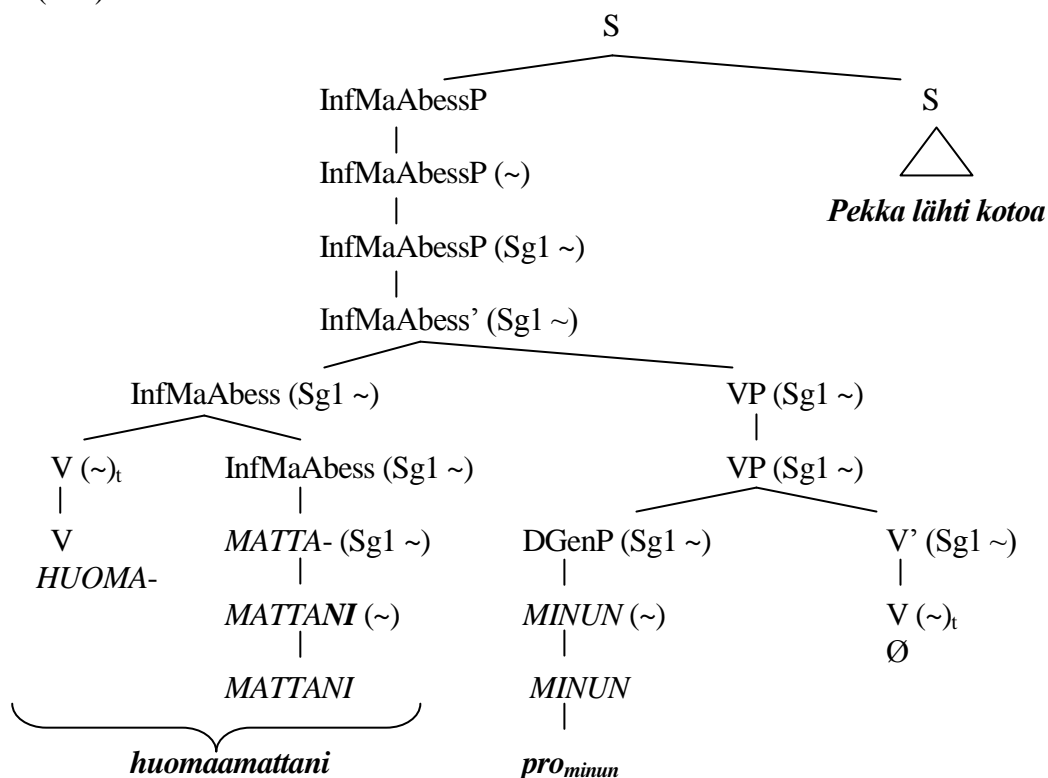 S
InfMaAbessP S
InfMaAbessP (~)
Pekka lähti kotoa
InfMaAbessP (Sg1 ~)
InfMaAbess’ (Sg1 ~)
InfMaAbess (Sg1 ~) VP (Sg1 ~)
V (~)t InfMaAbess (Sg1 ~) VP (Sg1 ~)
V MATTA- (Sg1 ~) DGenP (Sg1 ~) V’ (Sg1 ~)
HUOMA-
MATTANI (~) MINUN (~) V (~)t
Ø
MATTANI MINUN
huomaamattani prominun